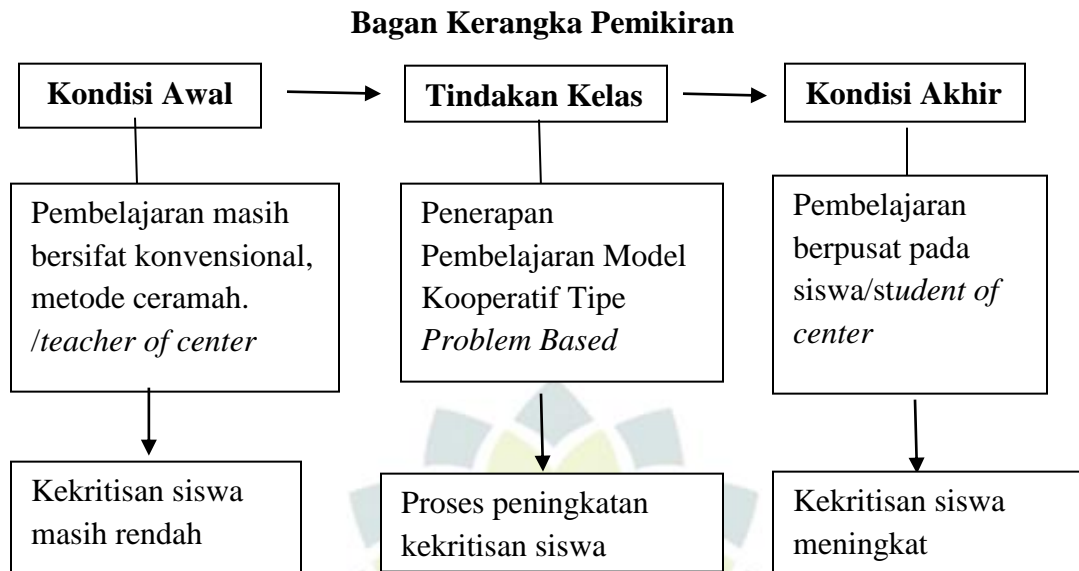 Bagan Kerangka Pemikiran
Kondisi Awal
Tindakan Kelas
Kondisi Akhir
Pembelajaran masih
bersifat konvensional,
metode ceramah.
/teacher of center
Penerapan
Pembelajaran Model
Kooperatif Tipe
Problem Based
Pembelajaran
berpusat pada
siswa/student of
center
Kekritisan siswa
masih rendah
Proses peningkatan
kekritisan siswa
Kekritisan siswa
meningkat